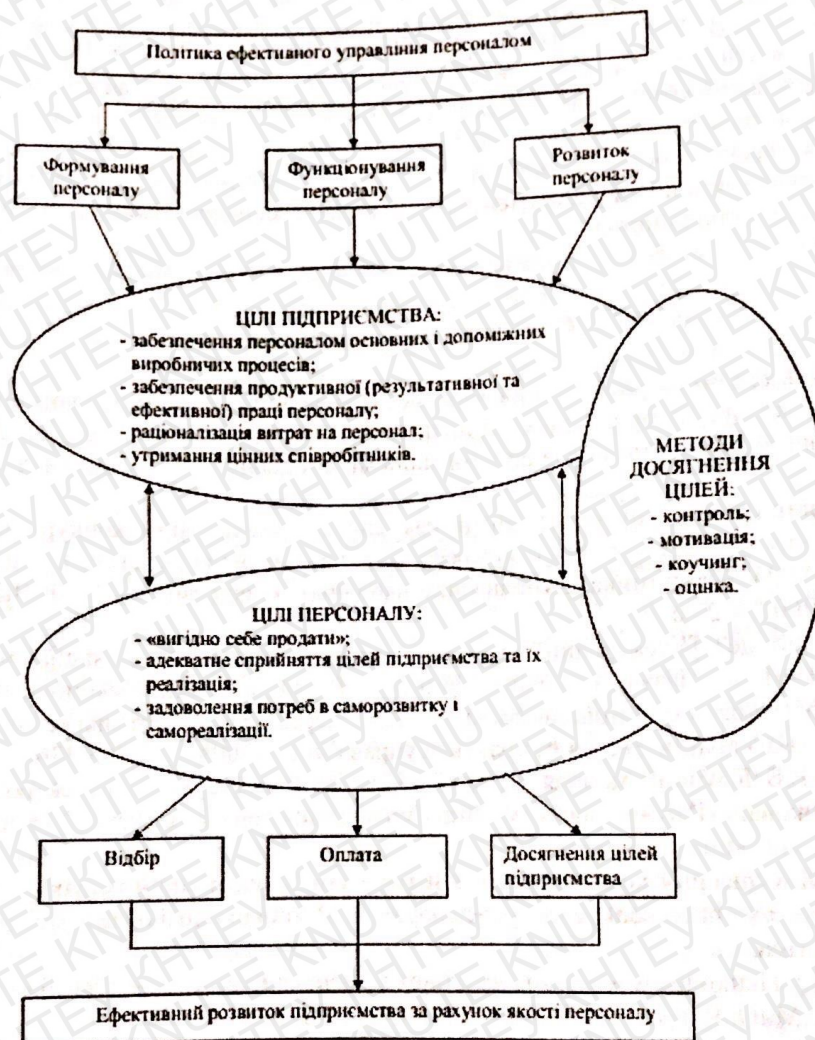 Політика ефективного управління персоналом
Формування
персоналу
Функціонування
персоналу
Розвиток
персоналу
ЦІЛІ ПІДПРИЄМСТВА:
- забезпечення персоналом основних і допоміжних
виробничих процесів;
- забезпечення продуктивної (результативної та
ефективної) праці персоналу;
- раціоналізація витрат на персонал;
- утримання цінних співробітників.
МЕТОДИ
ДОСЯГНЕННЯ
ЦІЛЕЙ:
- контроль;
- мотивація;
- коучинг;
- оцінка.
ЦІЛІ ПЕРСОНАЛУ:
- «вигідно себе продати»;
- адекватне сприйняття цілей підприємства та їх
реалізація;
- задоволення потреб в саморозвитку і
самореалізації.
Відбір
Оплата
Досягнення цілей
підприємства
Ефективний розвиток підприємства за рахунок якості персоналу
KNUTE КНТЕУ